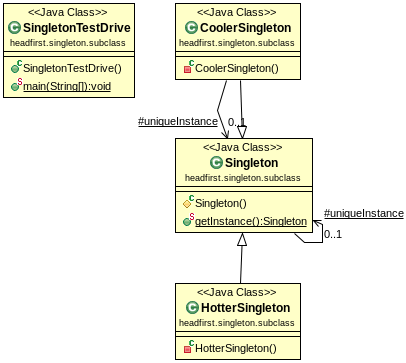 <<Java Class>>
SingletonTestDrive
headfirst.singleton.subclass
SingletonTestDrive()
main(String[]):void
<<Java Class>>
CoolerSingleton
headfirst.singleton.subclass
CoolerSingleton()
#uniqueInstance
0..1
<<Java Class>>
Singleton
headfirst.singleton.subclass
Singleton()
getInstance():Singleton
#uniqueInstance
0..1
<<Java Class>>
HotterSingleton
headfirst.singleton.subclass
HotterSingleton()